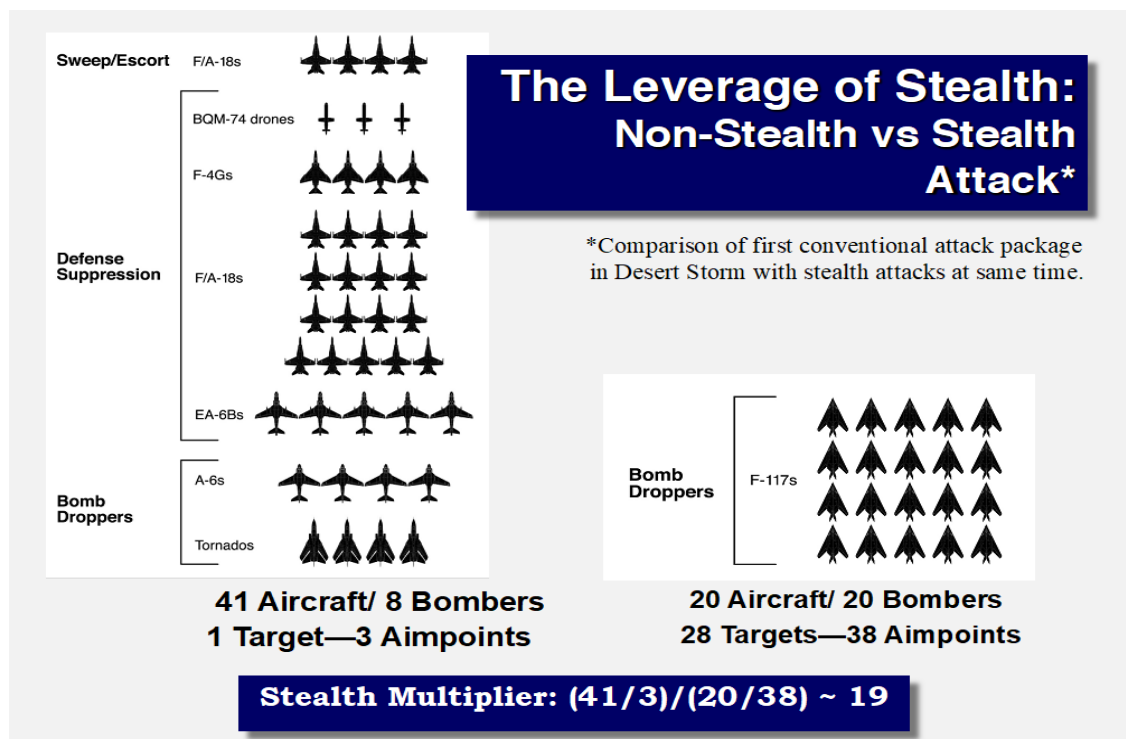 The Leverage of Stealth:
Non-Stealth vs Stealth
Attack*
*Comparison of first conventional attack package
in Desert Storm with stealth attacks at same time.
Sweep/Escort
F/A-18s
Defense
Suppression
BQM-74 drones
F-4Gs
F/A-18s
EA-6Bs
Bomb
Droppers
A-6s
Tornados
41 Aircraft/ 8 Bombers
1 Target—3 Aimpoints
Bomb
Droppers
F-117s
20 Aircraft/ 20 Bombers
28 Targets—38 Aimpoints
Stealth Multiplier: (41/3)/(20/38) ~ 19